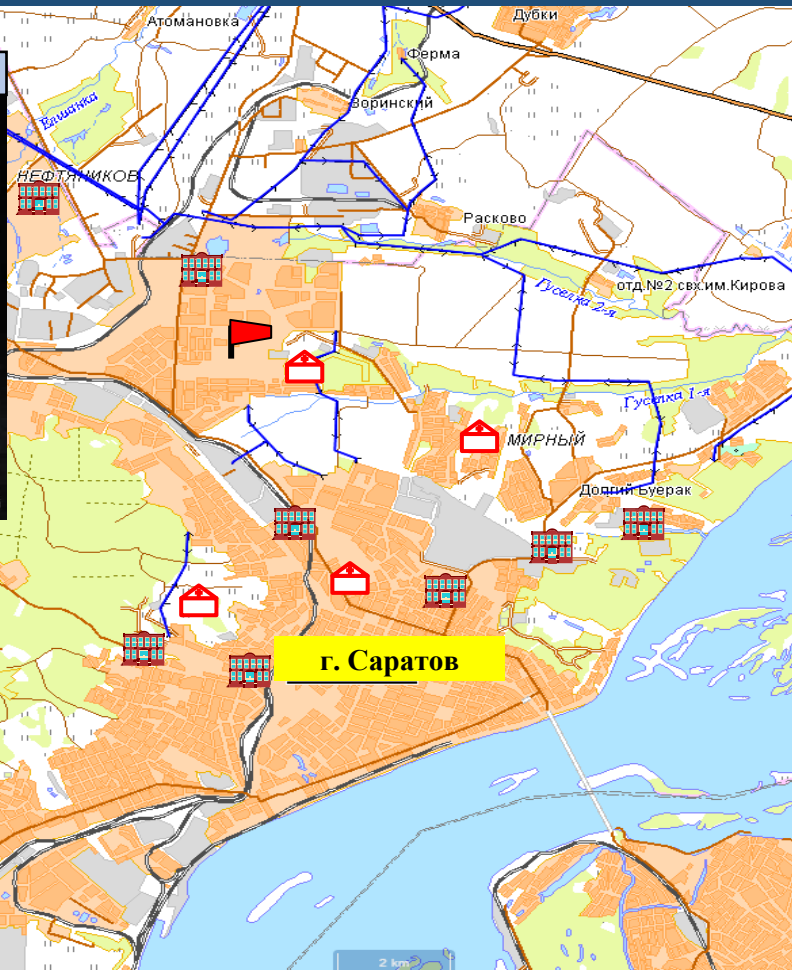 Атомановка
Дубки
Ферма
Воринский
Елшанка
НЕФТЯНИКОВ
Расково
отд.№2 свх.им.Кирова
Гуселка 2-я
Гуселка 1-я
МИРНЫЙ
Долгий Буерак
г. Саратов
2 km